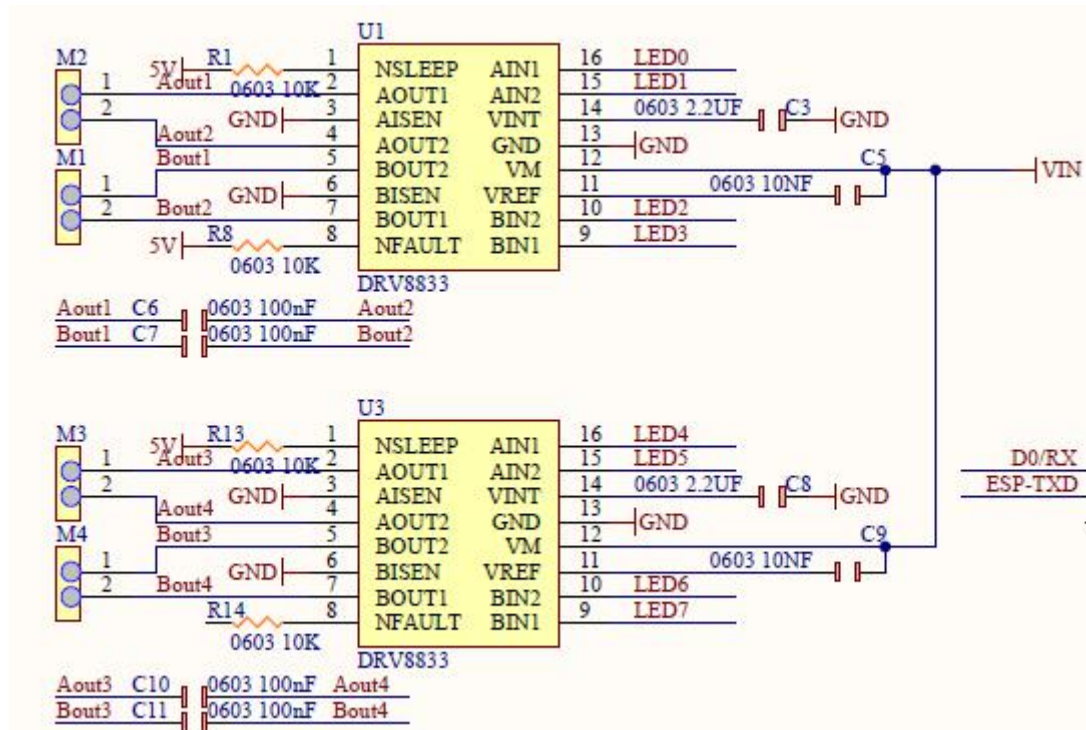 U1
M2
5V R1 1 NSLEEP AIN1 16 LED0
1 Aout1 0603 10K 2 AOUT1 AIN2 15 LED1
2 GND 3 AISEN VINT 14 0603 2.2UF C3 GND
Aout2 4 AOUT2 GND 13 GND
M1 Bout1 5 BOUT2 VM 12 C5 VIN
1 GND 6 BISEN VREF 11 0603 10NF
2 Bout2 7 BOUT1 BIN2 10 LED2
5V R8 8 NFAULT BIN1 9 LED3
0603 10K
DRV8833
Aout1 C6 0603 100nF Aout2
Bout1 C7 0603 100nF Bout2
U3
M3
5V R13 1 NSLEEP AIN1 16 LED4
1 Aout3 0603 10K 2 AOUT1 AIN2 15 LED5 D0/RX
2 GND 3 AISEN VINT 14 0603 2.2UF C8 GND ESP-TXD
Aout4 4 AOUT2 GND 13 GND
M4 Bout3 5 BOUT2 VM 12 C9
1 GND 6 BISEN VREF 11 0603 10NF
2 Bout4 7 BOUT1 BIN2 10 LED6
R14 8 NFAULT BIN1 9 LED7
0603 10K
DRV8833
Aout3 C10 0603 100nF Aout4
Bout3 C11 0603 100nF Bout4